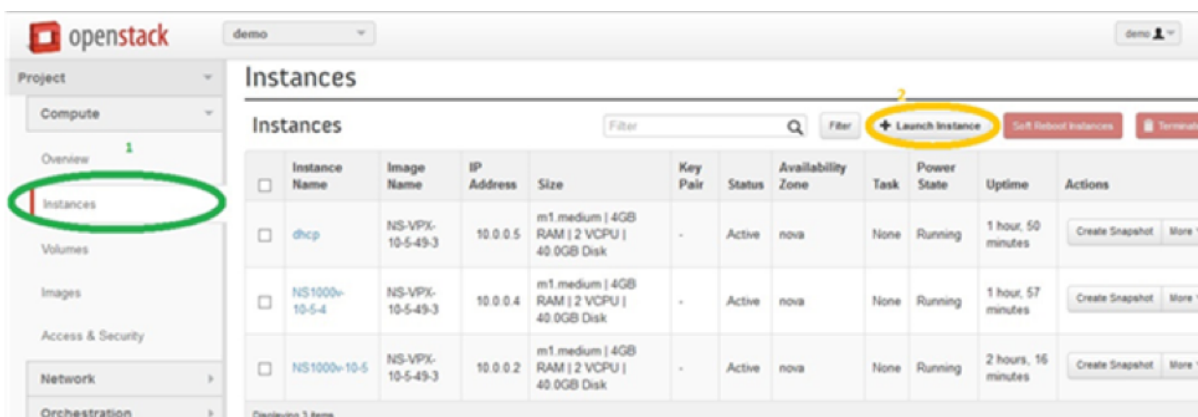 openstack
demo
demo
Project
Compute
Overview
1
Instances
Volumes
Images
Access & Security
Network
Orchestration
Instances
2
Instances
Filter
Filter
+ Launch Instance
Soft Reboot Instances
Instance Name Image Name IP Address Size Key Pair Status Availability Zone Task Power State Uptime Actions
dhcp NS-VPX-10-5-49-3 10.0.0.5 m1.medium | 4GB RAM | 2 VCPU | 40.0GB Disk - Active nova None Running 1 hour, 50 minutes Create Snapshot More
NS1000v-10-5-4 NS-VPX-10-5-49-3 10.0.0.4 m1.medium | 4GB RAM | 2 VCPU | 40.0GB Disk - Active nova None Running 1 hour, 57 minutes Create Snapshot More
NS1000v-10-5 NS-VPX-10-5-49-3 10.0.0.2 m1.medium | 4GB RAM | 2 VCPU | 40.0GB Disk - Active nova None Running 2 hours, 16 minutes Create Snapshot More
Displaying 3 items